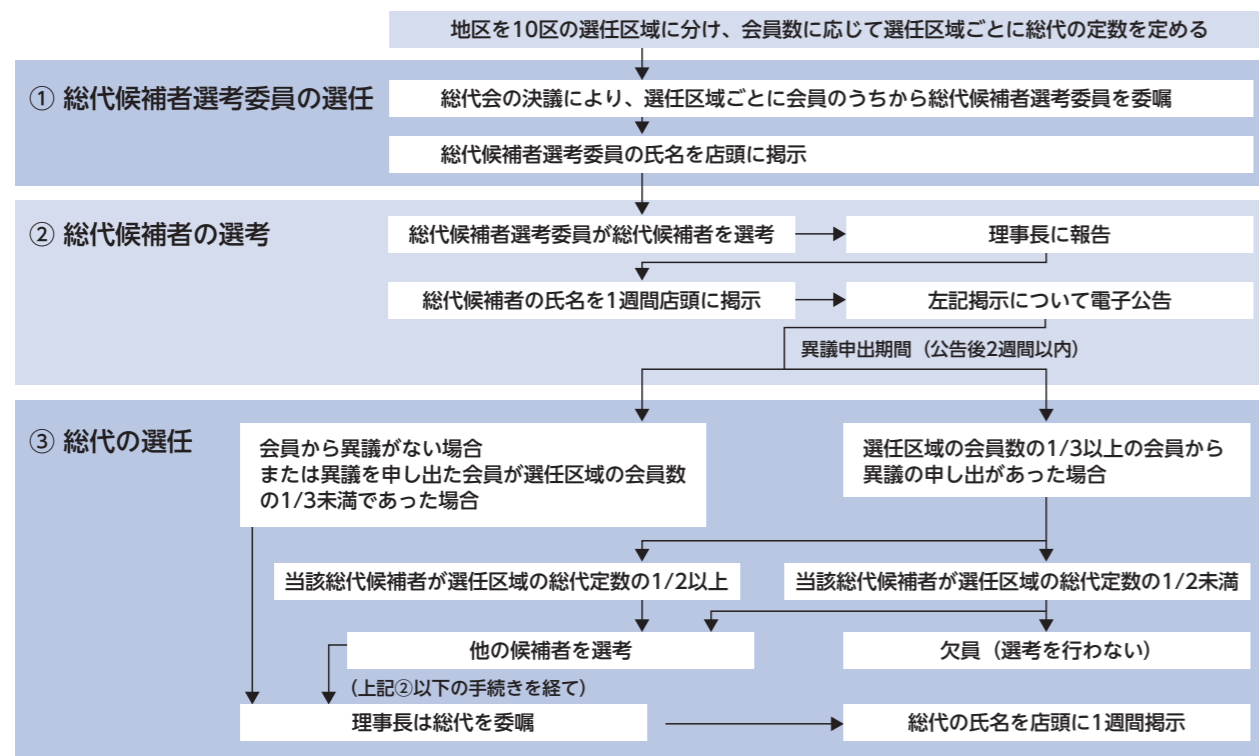 地区を10区の選任区域に分け、会員数に応じて選任区域ごとに総代の定数を定める
① 総代候補者選考委員の選任
総代会の決議により、選任区域ごとに会員のうちから総代候補者選考委員を委嘱
総代候補者選考委員の氏名を店頭に掲示
② 総代候補者の選考
総代候補者選考委員が総代候補者を選考
理事長に報告
総代候補者の氏名を1週間店頭に掲示
左記掲示について電子公告
異議申出期間（公告後2週間以内）
③ 総代の選任
会員から異議がない場合
または異議を申し出た会員が選任区域の会員数
の1/3未満であった場合
選任区域の会員数の1/3以上の会員から
異議の申し出があった場合
当該総代候補者が選任区域の総代定数の1/2以上
当該総代候補者が選任区域の総代定数の1/2未満
他の候補者を選考
欠員（選考を行わない）
（上記②以下の手続きを経て）
理事長は総代を委嘱
総代の氏名を店頭に1週間掲示